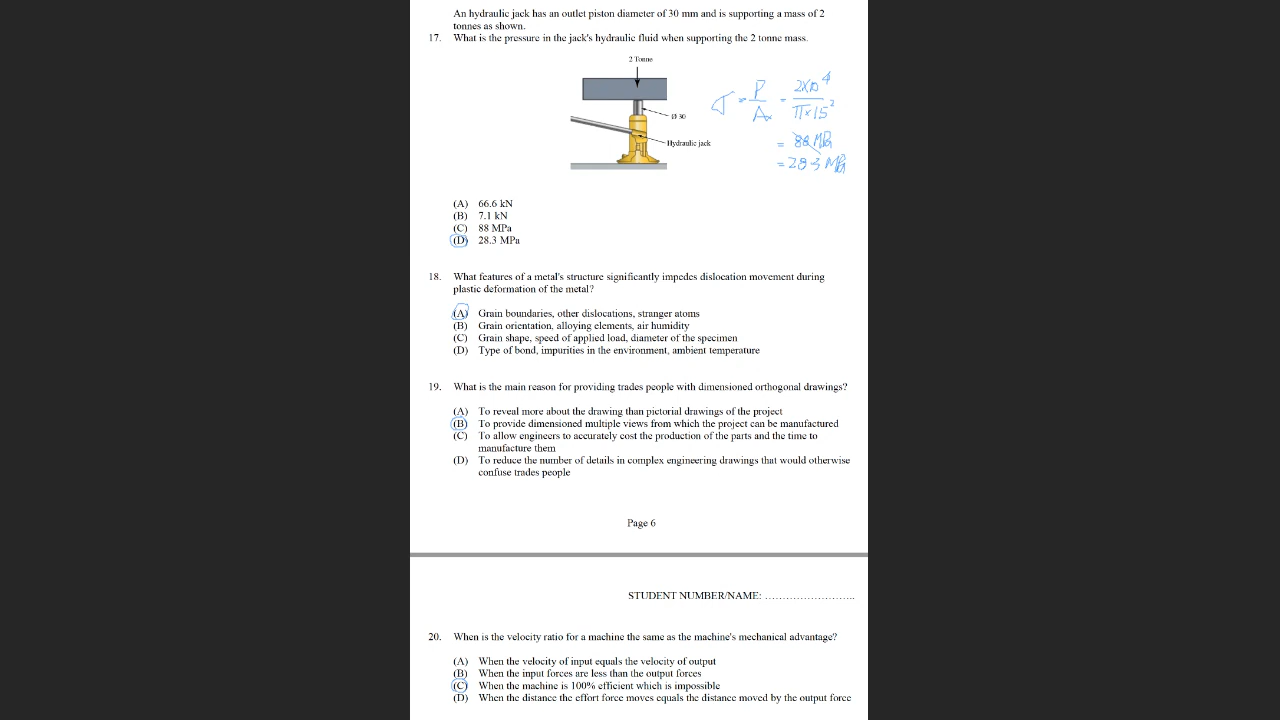 An hydraulic jack has an outlet piston diameter of 30 mm and is supporting a mass of 2
tonnes as shown.
17. What is the pressure in the jack's hydraulic fluid when supporting the 2 tonne mass.
2 Tonne
Ø 30
Hydraulic jack
σ = P / Ax = 2x10^4 / π x 15^2
= 88 MPa
= 28.3 MPa
(A) 66.6 kN
(B) 7.1 kN
(C) 88 MPa
(D) 28.3 MPa
18. What features of a metal's structure significantly impedes dislocation movement during
plastic deformation of the metal?
(A) Grain boundaries, other dislocations, stranger atoms
(B) Grain orientation, alloying elements, air humidity
(C) Grain shape, speed of applied load, diameter of the specimen
(D) Type of bond, impurities in the environment, ambient temperature
19. What is the main reason for providing trades people with dimensioned orthogonal drawings?
(A) To reveal more about the drawing than pictorial drawings of the project
(B) To provide dimensioned multiple views from which the project can be manufactured
(C) To allow engineers to accurately cost the production of the parts and the time to
manufacture them
(D) To reduce the number of details in complex engineering drawings that would otherwise
confuse trades people
Page 6
STUDENT NUMBER/NAME: ……………………..
20. When is the velocity ratio for a machine the same as the machine's mechanical advantage?
(A) When the velocity of input equals the velocity of output
(B) When the input forces are less than the output forces
(C) When the machine is 100% efficient which is impossible
(D) When the distance the effort force moves equals the distance moved by the output force